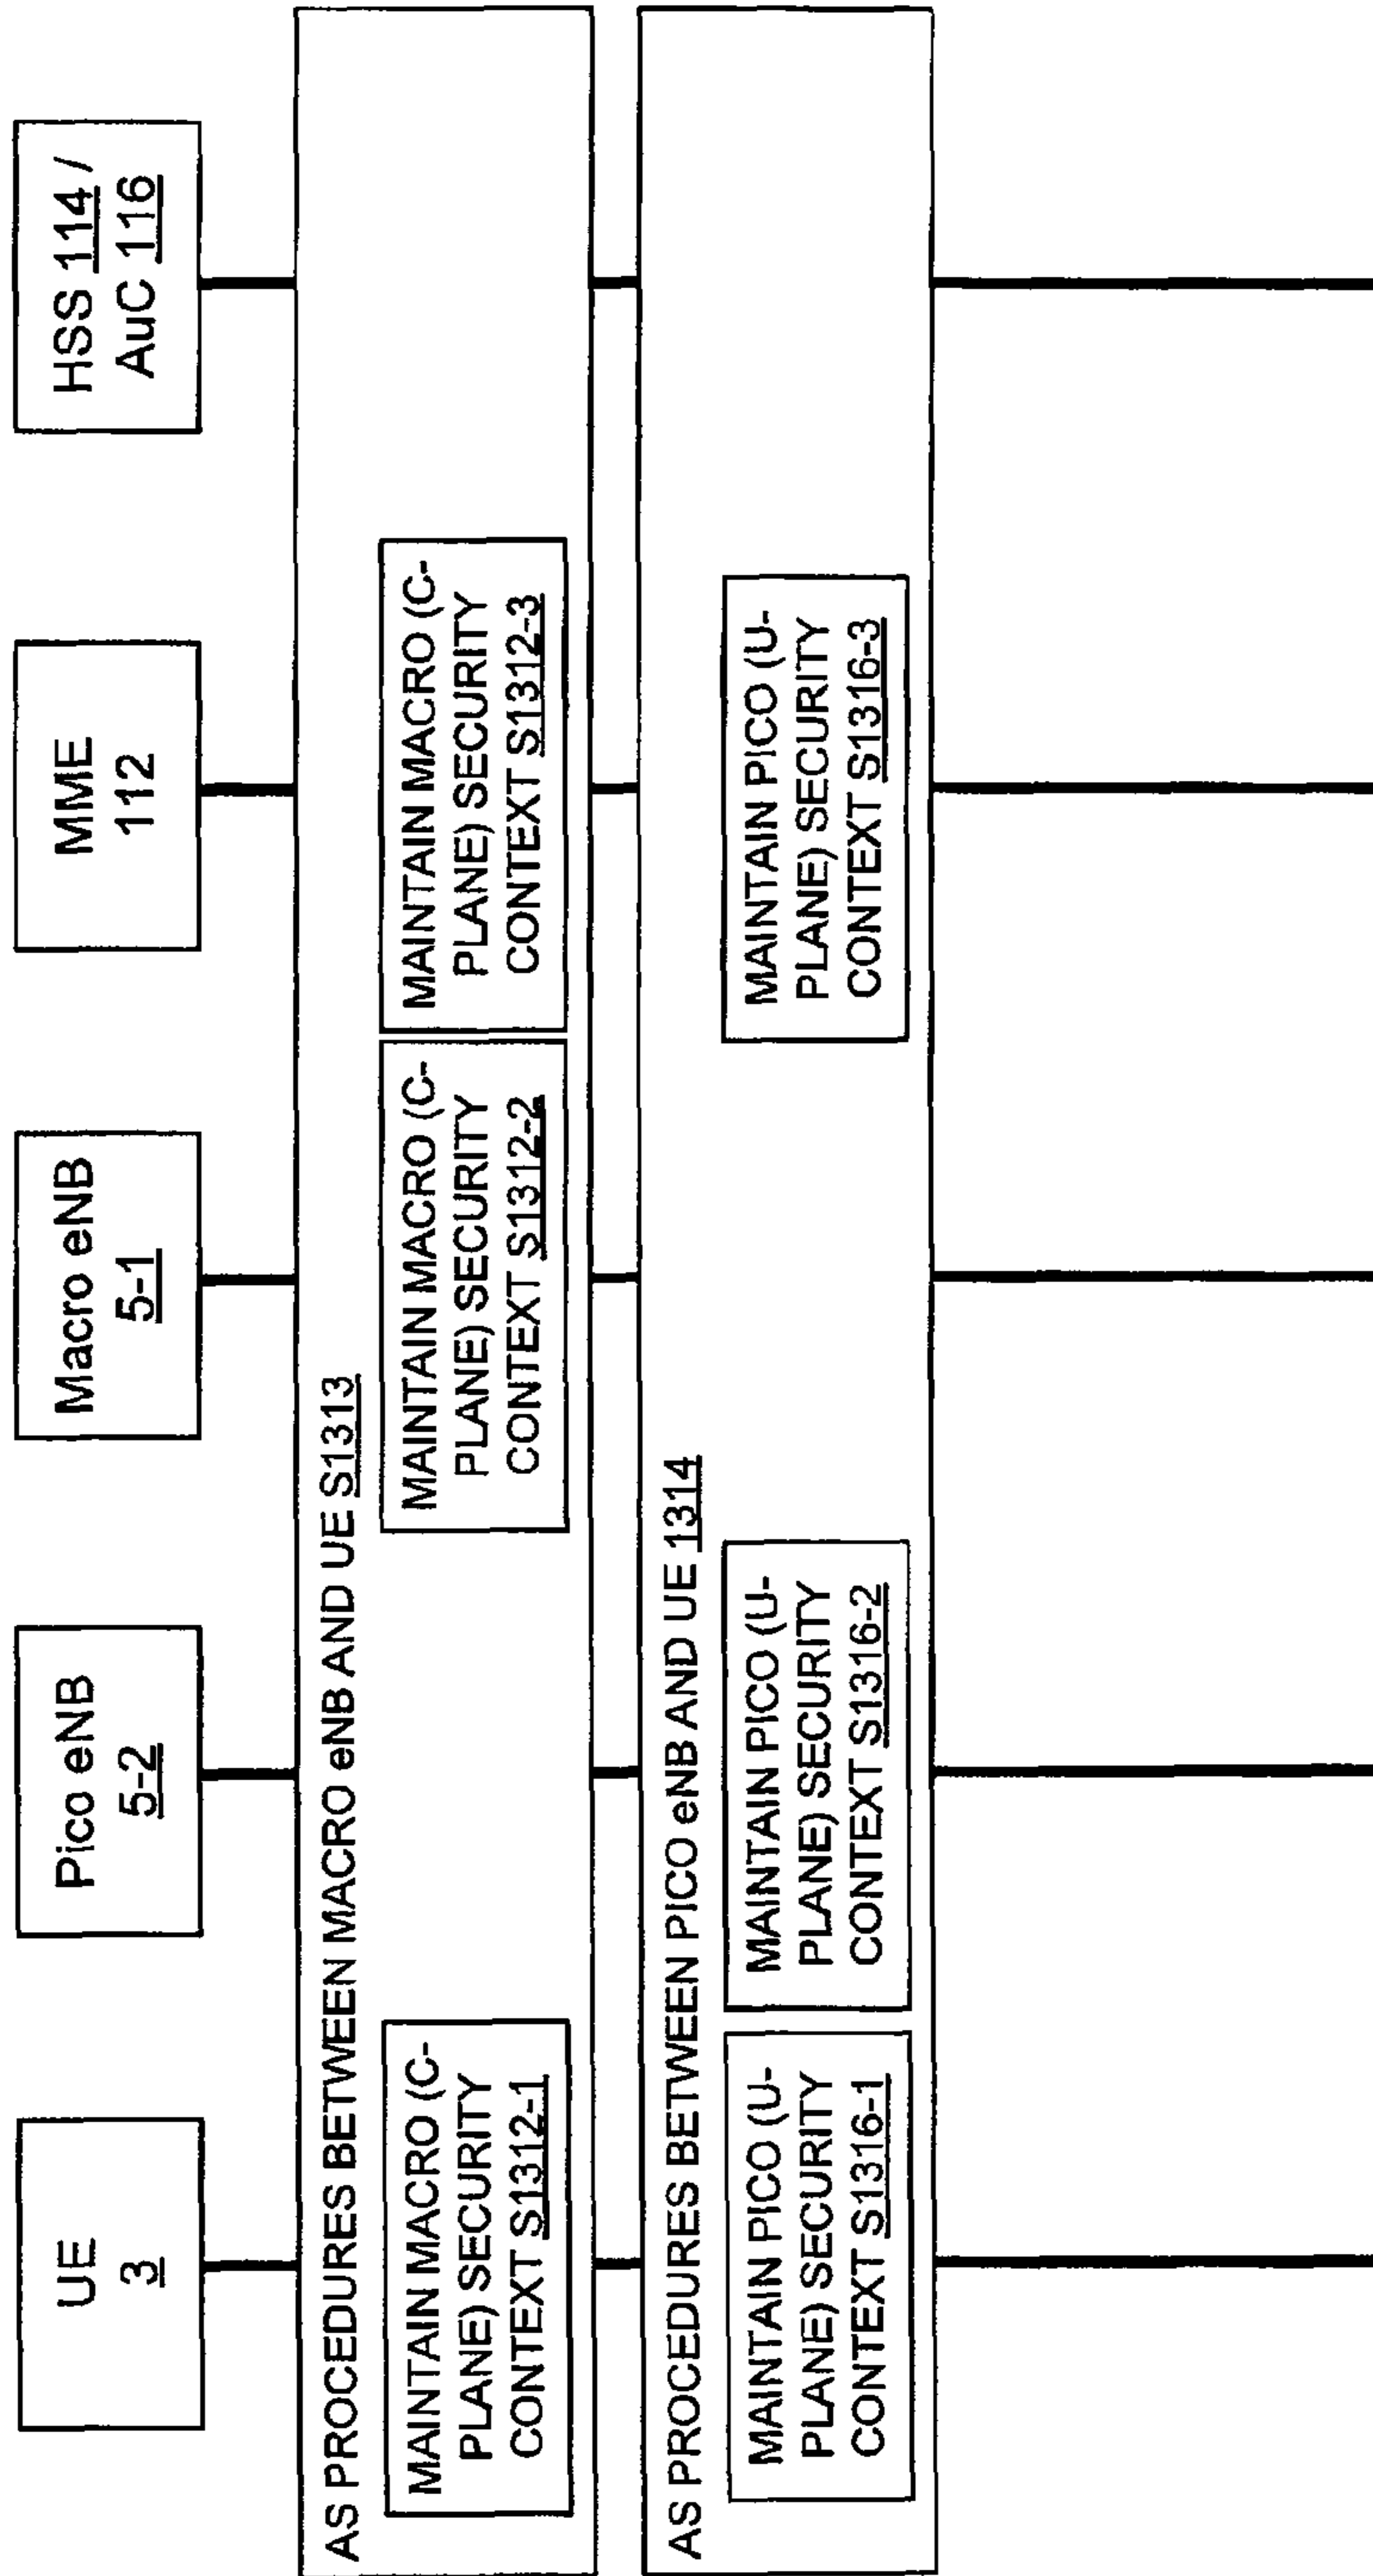 UE
3
Pico eNB
5-2
Macro eNB
5-1
MME
112
HSS 114 /
AuC 116
AS PROCEDURES BETWEEN MACRO eNB AND UE S1313
MAINTAIN MACRO (C-
PLANE) SECURITY
CONTEXT S1312-1
MAINTAIN MACRO (C-
PLANE) SECURITY
CONTEXT S1312-2
MAINTAIN MACRO (C-
PLANE) SECURITY
CONTEXT S1312-3
AS PROCEDURES BETWEEN PICO eNB AND UE 1314
MAINTAIN PICO (U-
PLANE) SECURITY
CONTEXT S1316-1
MAINTAIN PICO (U-
PLANE) SECURITY
CONTEXT S1316-2
MAINTAIN PICO (U-
PLANE) SECURITY
CONTEXT S1316-3